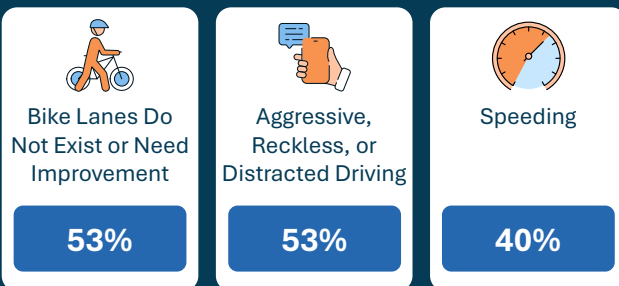 Bike Lanes Do
Not Exist or Need
Improvement
53%
Aggressive,
Reckless, or
Distracted Driving
53%
Speeding
40%